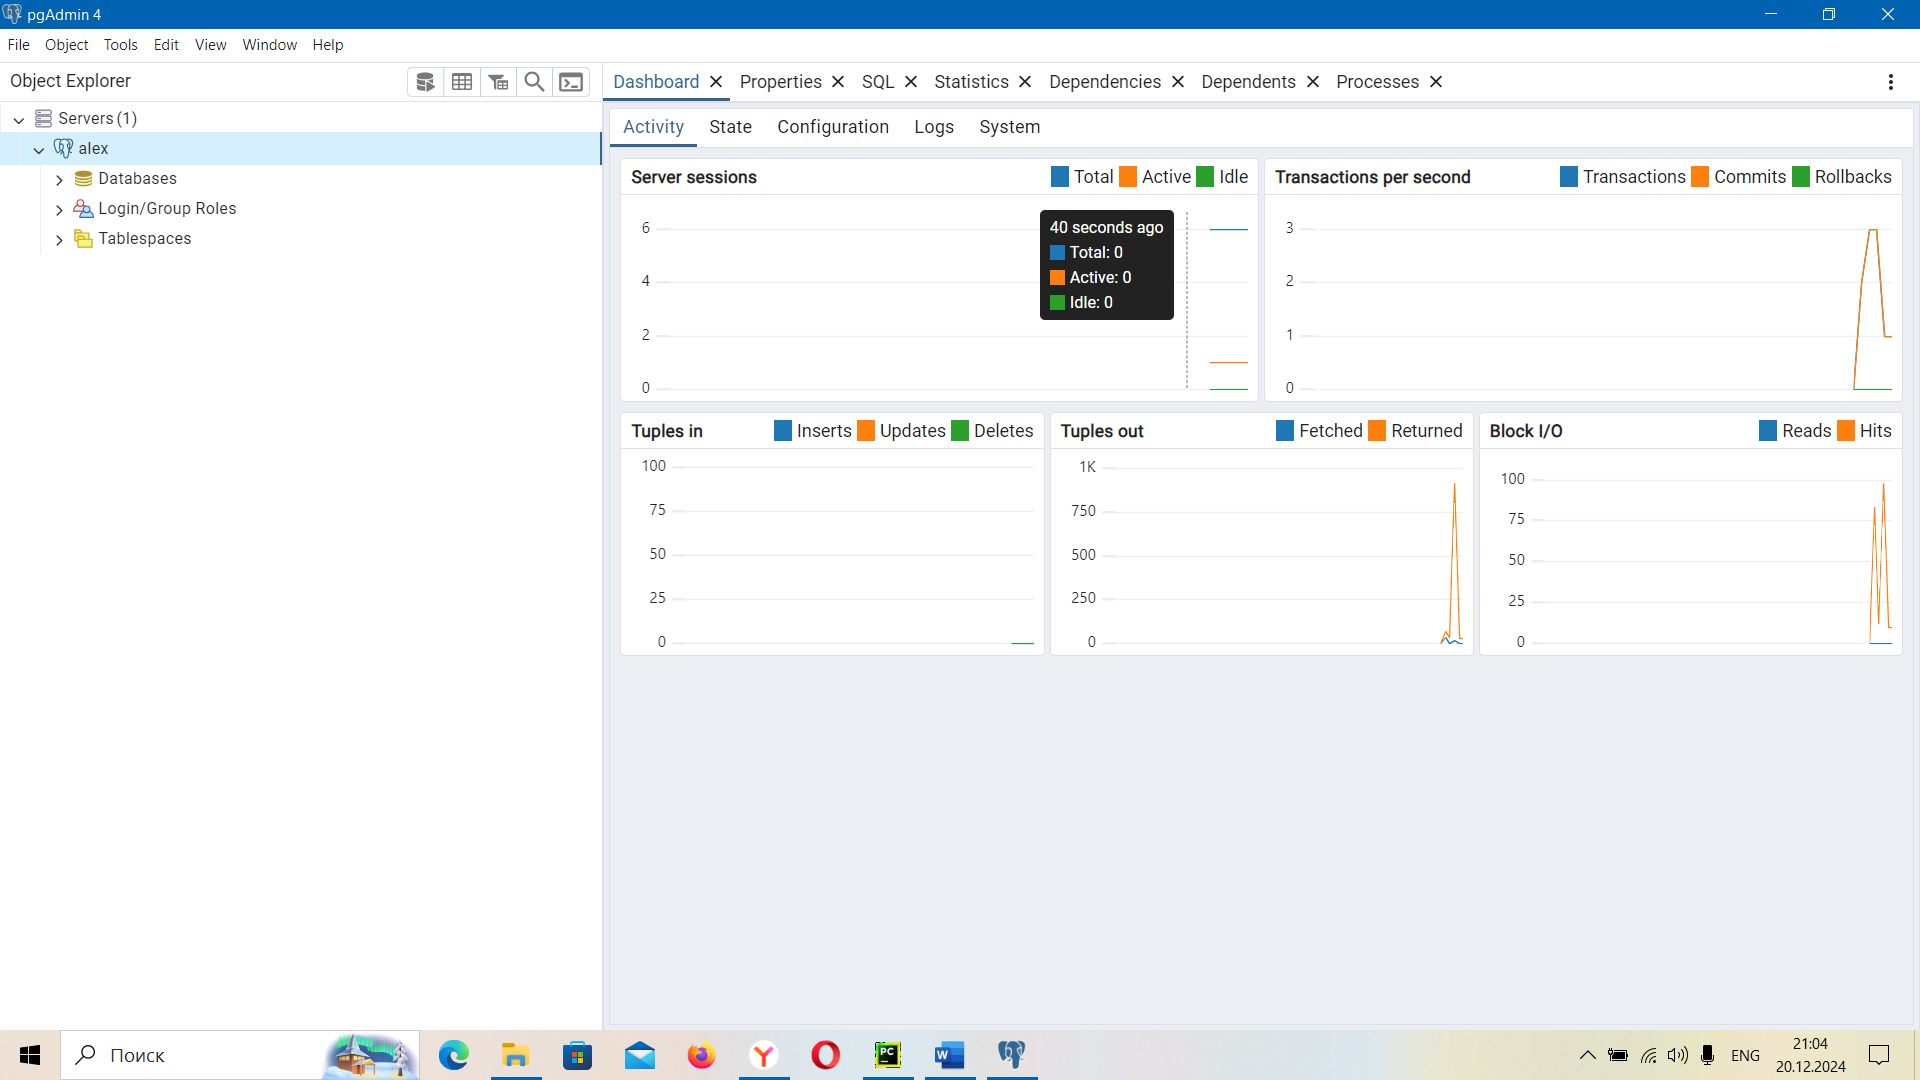 pgAdmin 4
File Object Tools Edit View Window Help
Object Explorer
Servers (1)
alex
Databases
Login/Group Roles
Tablespaces
Dashboard Properties SQL Statistics Dependencies Dependents Processes
Activity State Configuration Logs System
Server sessions Total Active Idle
6
4
2
0
40 seconds ago
Total: 0
Active: 0
Idle: 0
Transactions per second Transactions Commits Rollbacks
3
2
1
0
Tuples in Inserts Updates Deletes
100
75
50
25
0
Tuples out Fetched Returned
1K
750
500
250
0
Block I/O Reads Hits
100
75
50
25
0
Поиск
PC
W
ENG
21:04
20.12.2024